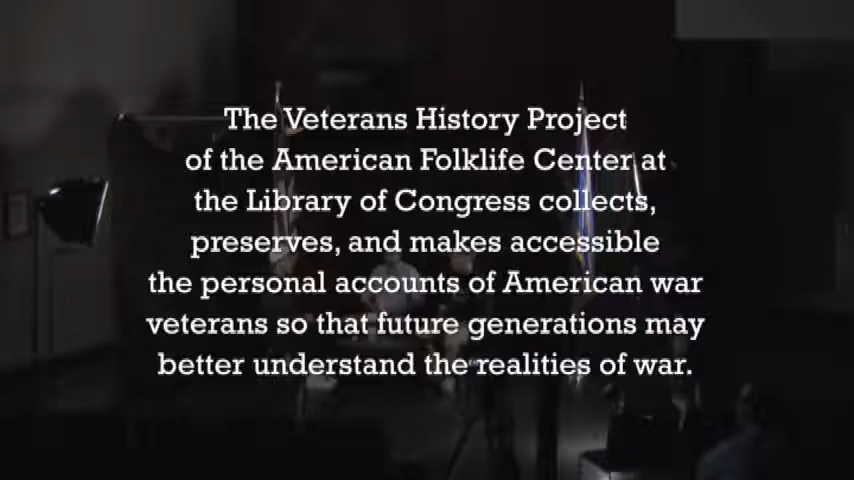 The Veterans History Project
of the American Folklife Center at
the Library of Congress collects,
preserves, and makes accessible
the personal accounts of American war
veterans so that future generations may
better understand the realities of war.